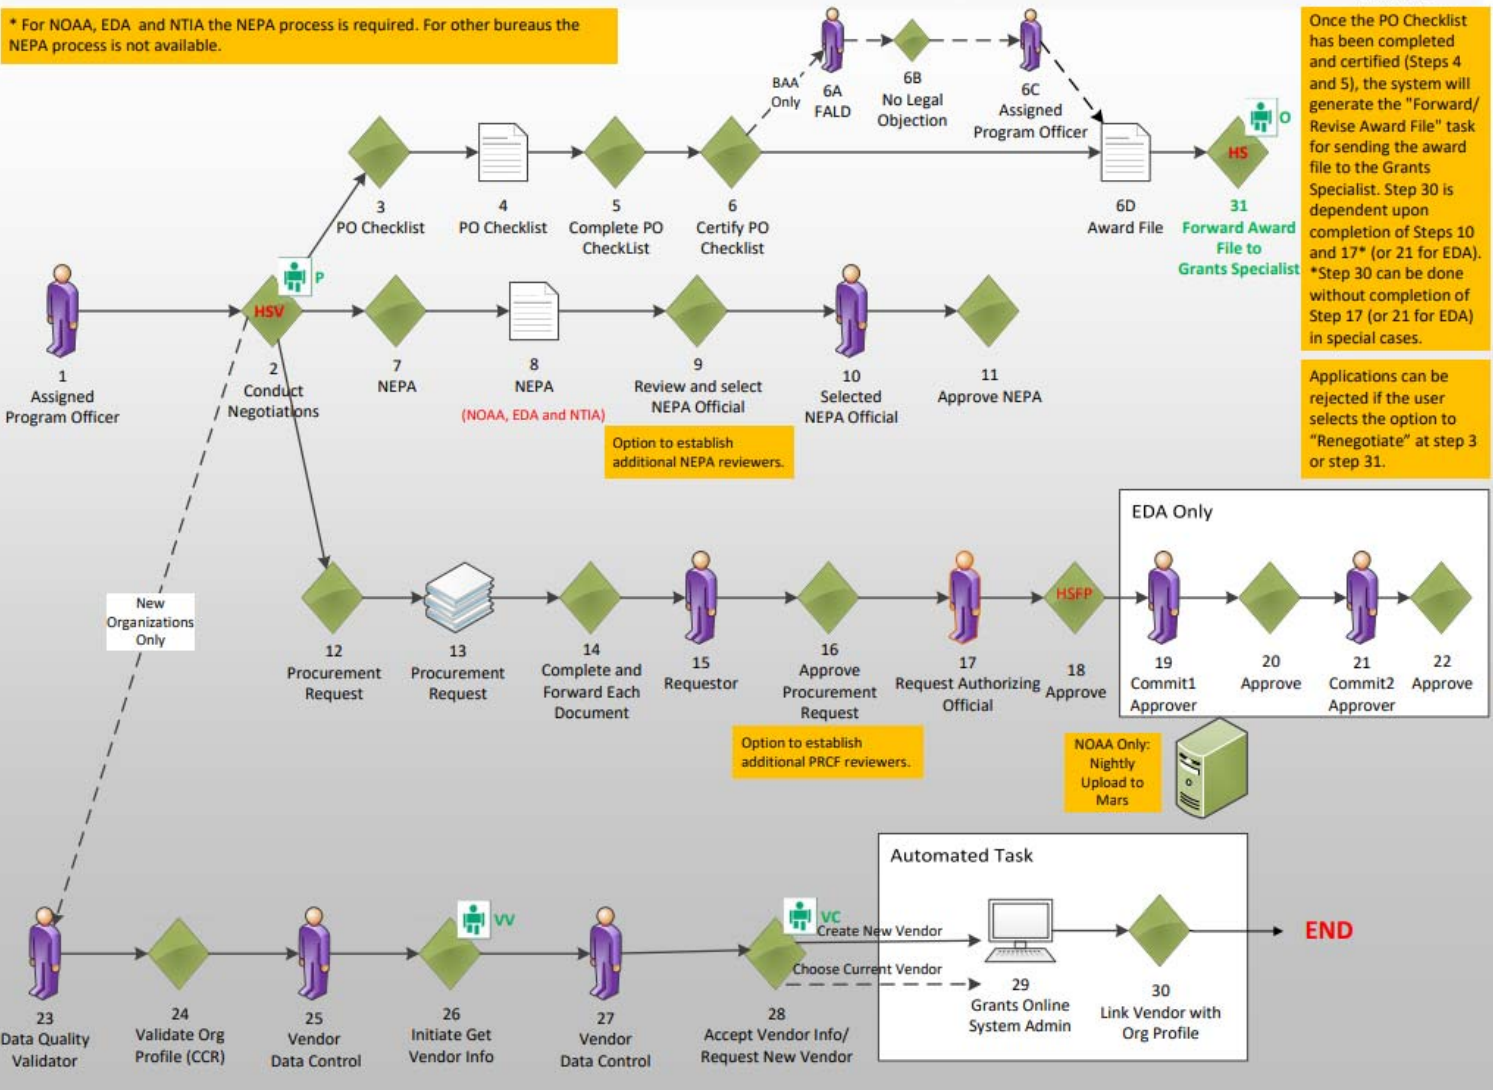 * For NOAA, EDA  and NTIA the NEPA process is required. For other bureaus the
NEPA process is not available.
BAA
Only
6A
FALD
6B
No Legal
Objection
6C
Assigned
Program Officer
Once the PO Checklist
has been completed
and certified (Steps 4
and 5), the system will
generate the "Forward/
Revise Award File" task
for sending the award
file to the Grants
Specialist. Step 30 is
dependent upon
completion of Steps 10
and 17* (or 21 for EDA).
*Step 30 can be done
without completion of
Step 17 (or 21 for EDA)
in special cases.
O
HS
3
PO Checklist
4
PO Checklist
5
Complete PO
CheckList
6
Certify PO
Checklist
6D
Award File
31
Forward Award
File to
Grants Specialist
P
HSV
1
Assigned
Program Officer
2
Conduct
Negotiations
7
NEPA
8
NEPA
(NOAA, EDA and NTIA)
9
Review and select
NEPA Official
Option to establish
additional NEPA reviewers.
10
Selected
NEPA Official
11
Approve NEPA
Applications can be
rejected if the user
selects the option to
“Renegotiate” at step 3
or step 31.
EDA Only
New
Organizations
Only
HSFP
12
Procurement
Request
13
Procurement
Request
14
Complete and
Forward Each
Document
15
Requestor
16
Approve
Procurement
Request
Option to establish
additional PRCF reviewers.
17
Request Authorizing
Official
18
Approve
19
Commit1
Approver
20
Approve
21
Commit2
Approver
22
Approve
NOAA Only:
Nightly
Upload to
Mars
Automated Task
VV
VC
Create New Vendor
Choose Current Vendor
END
23
Data Quality
Validator
24
Validate Org
Profile (CCR)
25
Vendor
Data Control
26
Initiate Get
Vendor Info
27
Vendor
Data Control
28
Accept Vendor Info/
Request New Vendor
29
Grants Online
System Admin
30
Link Vendor with
Org Profile